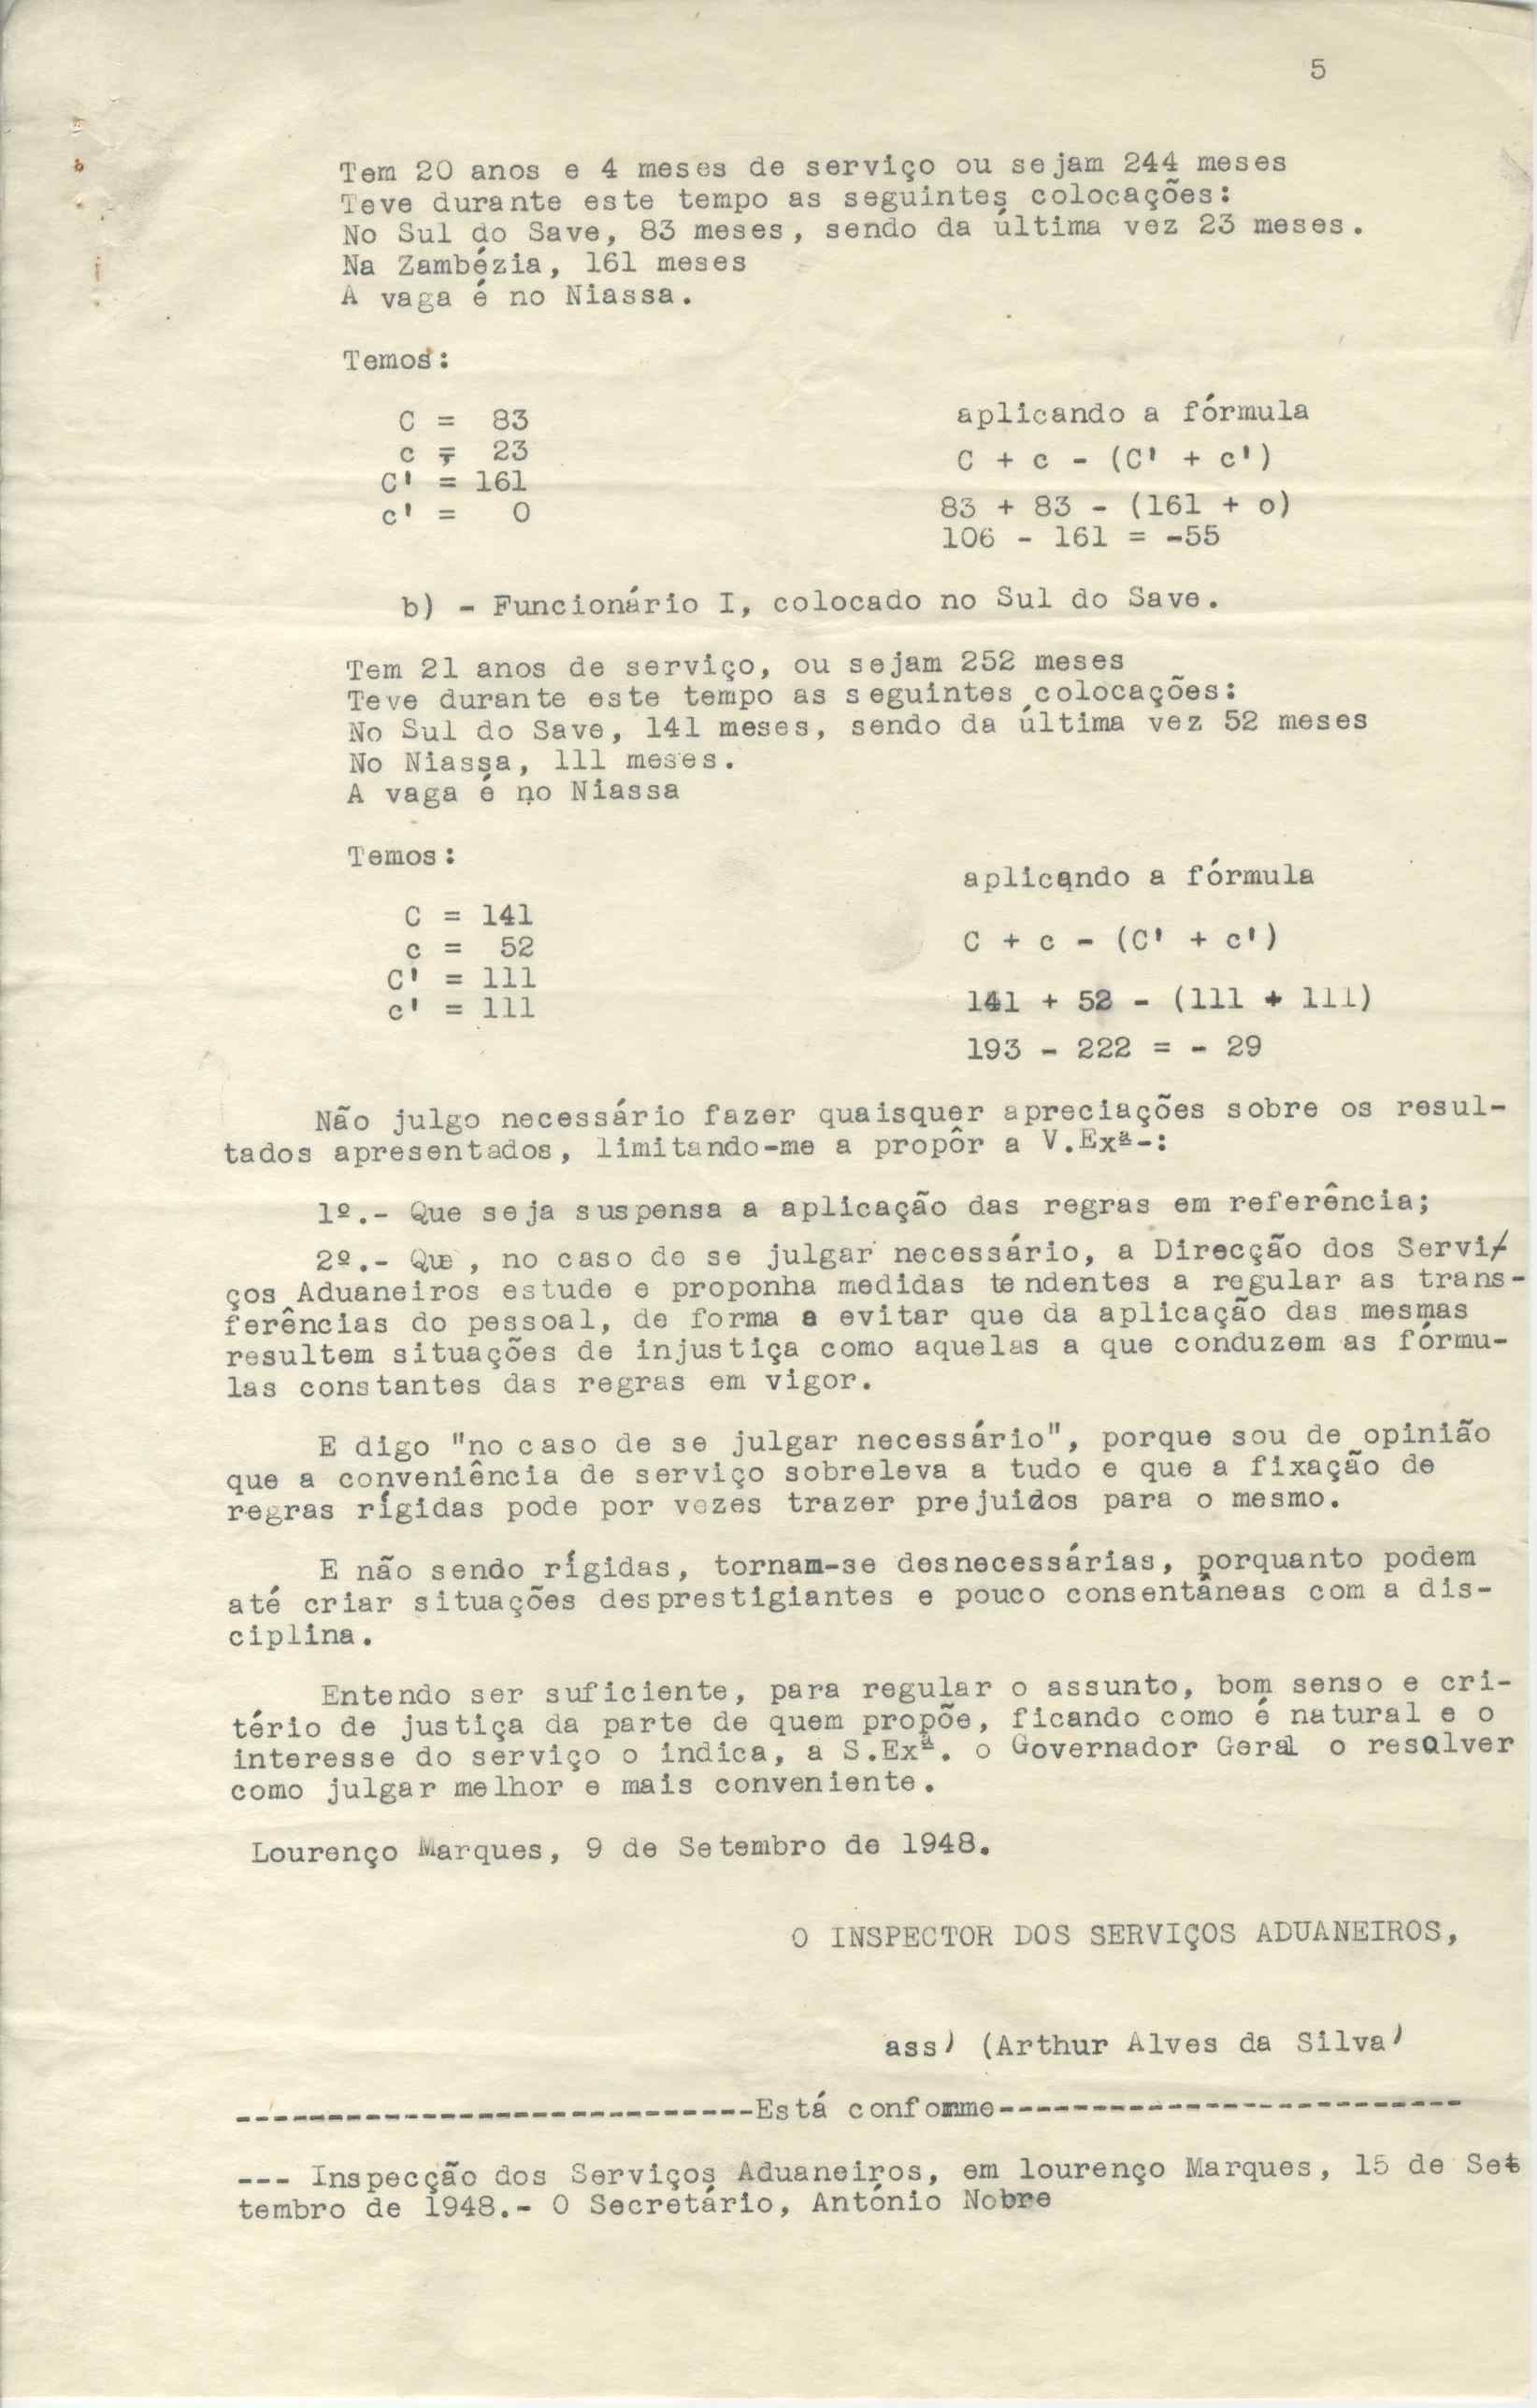 5
Tem 20 anos e 4 meses de serviço ou sejam 244 meses
Teve durante este tempo as seguintes colocações:
No Sul do Save, 83 meses, sendo da última vez 23 meses.
Na Zambézia, 161 meses
A vaga é no Niassa.
Temos:
C = 83
c = 23
C' = 161
c' = 0
aplicando a fórmula
C + c - (C' + c')
83 + 83 - (161 + o)
106 - 161 = -55
b) - Funcionário I, colocado no Sul do Save.
Tem 21 anos de serviço, ou sejam 252 meses
Teve durante este tempo as seguintes colocações:
No Sul do Save, 141 meses, sendo da última vez 52 meses
No Niassa, 111 meses.
A vaga é no Niassa
Temos:
C = 141
c = 52
C' = 111
c' = 111
aplicando a fórmula
C + c - (C' + c')
141 + 52 - (111 + 111)
193 - 222 = - 29
Não julgo necessário fazer quaisquer apreciações sobre os resul-
tados apresentados, limitando-me a propôr a V.Exª-:
1º.- Que seja suspensa a aplicação das regras em referência;
2º.- Que, no caso de se julgar necessário, a Direcção dos Servi/
ços Aduaneiros estude e proponha medidas tendentes a regular as trans-
ferências do pessoal, de forma a evitar que da aplicação das mesmas
resultem situações de injustiça como aquelas a que conduzem as fórmu-
las constantes das regras em vigor.
E digo "no caso de se julgar necessário", porque sou de opinião
que a conveniência de serviço sobreleva a tudo e que a fixação de
regras rígidas pode por vezes trazer prejuidos para o mesmo.
E não sendo rígidas, tornam-se desnecessárias, porquanto podem
até criar situações desprestigiantes e pouco consentâneas com a dis-
ciplina.
Entendo ser suficiente, para regular o assunto, bom senso e cri-
tério de justiça da parte de quem propõe, ficando como é natural e o
interesse do serviço o indica, a S.Exª. o Governador Geral o resolver
como julgar melhor e mais conveniente.
Lourenço Marques, 9 de Setembro de 1948.
O INSPECTOR DOS SERVIÇOS ADUANEIROS,
ass) (Arthur Alves da Silva)
----------------------------Está conforme-------------------------
--- Inspecção dos Serviços Aduaneiros, em lourenço Marques, 15 de Set
tembro de 1948.- O Secretário, António Nobre